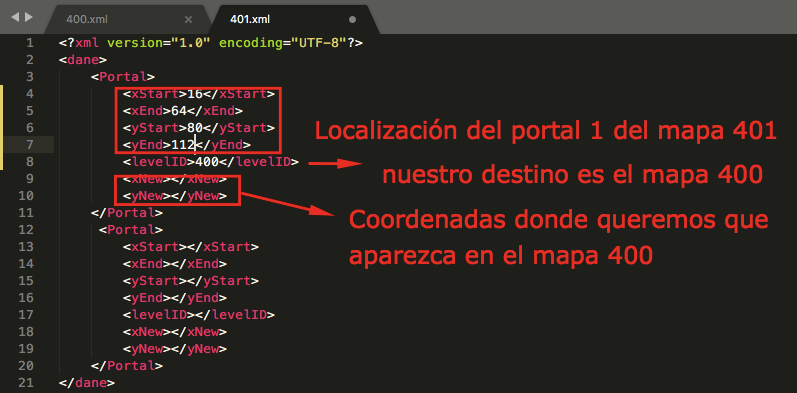 400.xml × 401.xml
1 <?xml version="1.0" encoding="UTF-8"?>
2 <dane>
3 <Portal>
4 <xStart>16</xStart>
5 <xEnd>64</xEnd>
6 <yStart>80</yStart>
7 <yEnd>112</yEnd>
8 <levelID>400</levelID>
9 <xNew></xNew>
10 <yNew></yNew>
11 </Portal>
12 <Portal>
13 <xStart></xStart>
14 <xEnd></xEnd>
15 <yStart></yStart>
16 <yEnd></yEnd>
17 <levelID></levelID>
18 <xNew></xNew>
19 <yNew></yNew>
20 </Portal>
21 </dane>
Localización del portal 1 del mapa 401
nuestro destino es el mapa 400
Coordenadas donde queremos que
aparezca en el mapa 400